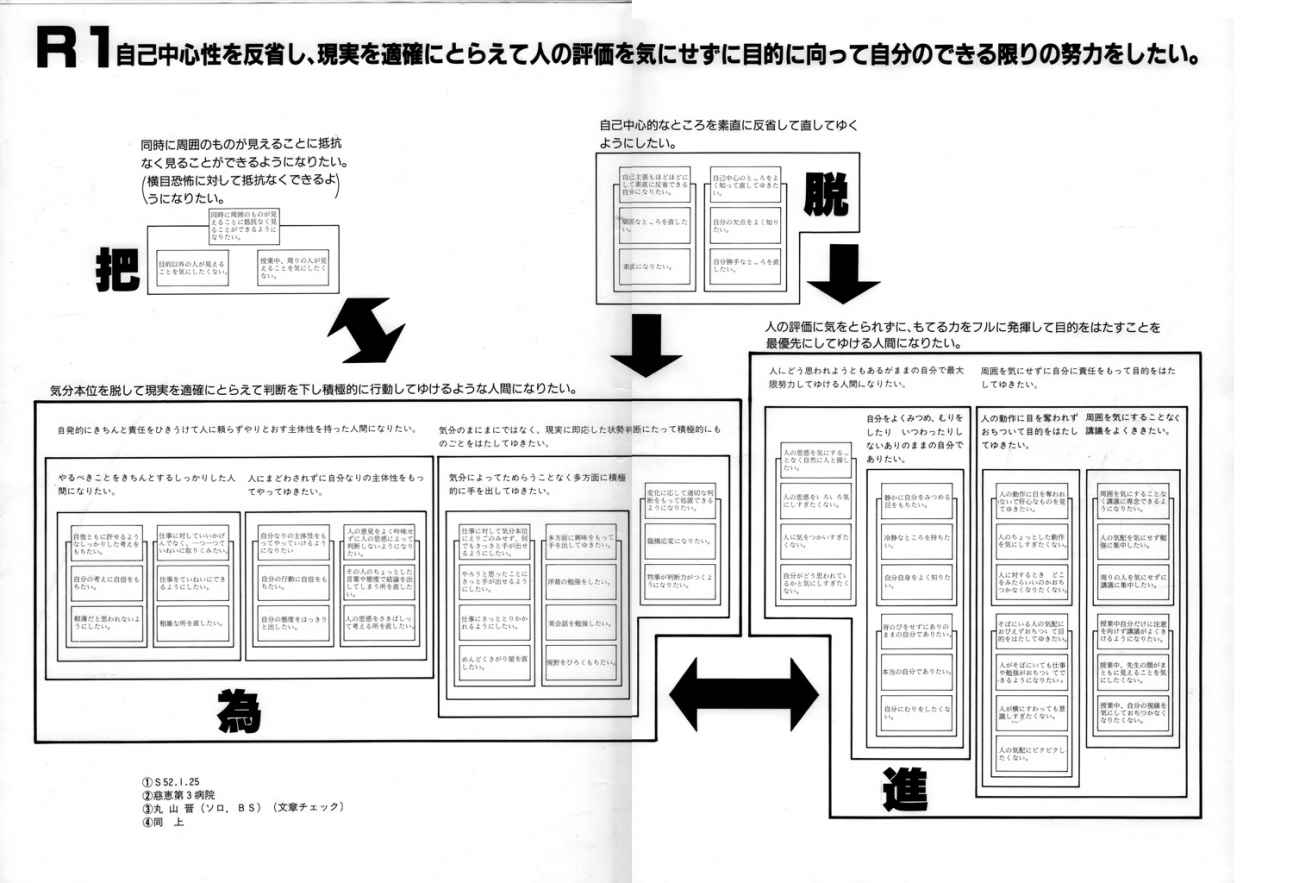 R1自己中心性を反省し、現実を適確にとらえて人の評価を気にせずに目的に向って自分のできる限りの努力をしたい。
同時に周囲のものが見えることに抵抗
なく見ることができるようになりたい。
(横目恐怖に対して抵抗なくできるよ
うになりたい。)
同時に周囲のものが見
えることに抵抗なく見
ることができるように
なりたい。
把
目的以外の人が見える
ことを気にしたくない。
授業中、周りの人が見
えることを気にしたく
ない。
自己中心的なところを素直に反省して直してゆく
ようにしたい。
自己主張もほどほどに
して素直に反省できる
自分になりたい。
頑固なところを直した
い。
素直になりたい。
自己中心のところをよ
く知って直してゆきた
い。
自分の欠点をよく知り
たい。
自分勝手なところを直
したい。
脱
気分本位を脱して現実を適確にとらえて判断を下し積極的に行動してゆけるような人間になりたい。
自発的にきちんと責任をひきうけて人に頼らずやりとおす主体性を持った人間になりたい。
やるべきことをきちんとするしっかりした人
間になりたい。
自他ともに許せるよう
なしっかりした考えを
もちたい。
自分の考えに自信をも
ちたい。
軽薄だと思われないよ
うにしたい。
仕事に対していいかげ
んでなく、一つ一つて
いねいに取りくみたい。
仕事をていねいにでき
るようにしたい。
粗雑な所を直したい。
人にまどわされずに自分なりの主体性をもっ
てやってゆきたい。
自分なりの主体性をも
ってやっていけるよう
になりたい
自分の行動に自信をも
ちたい。
自分の態度をはっきり
と出したい。
人の意見をよく吟味せ
ずに人の思惑によって
判断しないようになり
たい。
その人のちょっとした
言葉や態度で結論を出
してしまう所を直した
い。
人の思惑をさきばしっ
て考える所を直したい。
気分のまにまにではなく、現実に即応した状勢判断にたって積極的にも
のごとをはたしてゆきたい。
気分によってためらうことなく多方面に積極
的に手を出してゆきたい。
仕事に対して気分本位
にえりごのみせず、何
でもきっさと手が出せ
るようにしたい。
やろうと思ったことに
さっと手が出せるよう
にしたい。
仕事にさっととりかか
れるようにしたい。
めんどくさがり屋を直
したい。
多方面に興味をもって
手を出してゆきたい。
洋裁の勉強をしたい。
英会話を勉強したい。
視野をひろくもちたい。
変化に応じて適切な判
断をもって処置できる
ようになりたい。
臨機応変になりたい。
物事が判断力がつくよ
うになりたい。
為
人の評価に気をとられずに、もてる力をフルに発揮して目的をはたすことを
最優先にしてゆける人間になりたい。
人にどう思われようともあるがままの自分で最大
限努力してゆける人間になりたい。
人の思惑を気にするこ
となく自然に人と接し
たい。
人の思惑をいろいろ気
にしすぎたくない。
人に気をつかいすぎた
くない。
自分がどう思われてい
るかと気にしすぎたく
ない。
自分をよくみつめ、むりを
したり いつわったりし
ないありのままの自分で
ありたい。
静かに自分をみつめる
目をもちたい。
冷静なところを持ちた
い。
自分自身をよく知りた
い。
背のびをせずにありの
ままの自分でありたい。
本当の自分でありたい。
自分にむりをしたくな
い。
周囲を気にせずに自分に責任をもって目的をはた
してゆきたい。
人の動作に目を奪われず
おちついて目的をはたし
てゆきたい。
人の動作に目を奪われ
ないで肝心なものを見
てゆきたい。
人のちょっとした動作
を気にしすぎたくない。
人に対するとき どこ
をみたらいいのかおち
つかなくなりたくない。
そばにいる人の気配に
おびえずおちついて目
的をはたしてゆきたい。
人がそばにいても仕事
や勉強がおちついてで
きるようになりたい。
人が横にすわっても意
識しすぎたくない。
人の気配にビクビクし
たくない。
周囲を気にすることなく
講議をよくききたい。
周囲を気にすることな
く講議に専念できるよ
うになりたい。
人の気配を気にせず勉
強に集中したい。
周りの人を気にせずに
講議に集中したい。
授業中自分だけに注意
を向けず講議がよくき
けるようになりたい。
授業中、先生の顔がま
ともに見えることを気
にしたくない。
授業中、自分の視線を
気にしておちつかなく
なりたくない。
進
①S52.1.25
②慈恵第3病院
③丸山 晋(ソロ，BS)(文章チェック)
④同 上